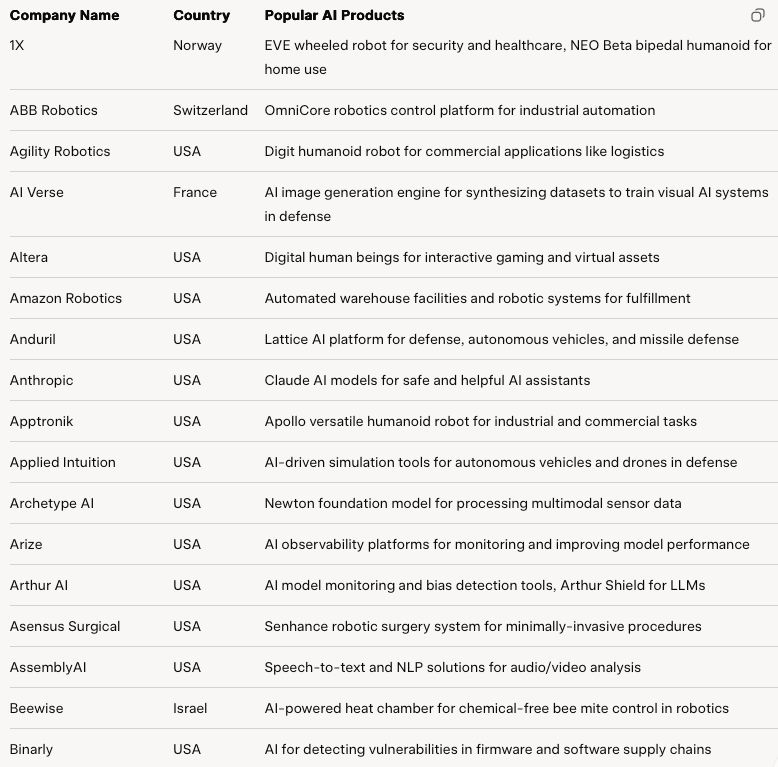 Company Name Country Popular AI Products
1X Norway EVE wheeled robot for security and healthcare, NEO Beta bipedal humanoid for
home use
ABB Robotics Switzerland OmniCore robotics control platform for industrial automation
Agility Robotics USA Digit humanoid robot for commercial applications like logistics
AI Verse France AI image generation engine for synthesizing datasets to train visual AI systems
in defense
Altera USA Digital human beings for interactive gaming and virtual assets
Amazon Robotics USA Automated warehouse facilities and robotic systems for fulfillment
Anduril USA Lattice AI platform for defense, autonomous vehicles, and missile defense
Anthropic USA Claude AI models for safe and helpful AI assistants
Apptronik USA Apollo versatile humanoid robot for industrial and commercial tasks
Applied Intuition USA AI-driven simulation tools for autonomous vehicles and drones in defense
Archetype AI USA Newton foundation model for processing multimodal sensor data
Arize USA AI observability platforms for monitoring and improving model performance
Arthur AI USA AI model monitoring and bias detection tools, Arthur Shield for LLMs
Asensus Surgical USA Senhance robotic surgery system for minimally-invasive procedures
AssemblyAI USA Speech-to-text and NLP solutions for audio/video analysis
Beewise Israel AI-powered heat chamber for chemical-free bee mite control in robotics
Binarly USA AI for detecting vulnerabilities in firmware and software supply chains